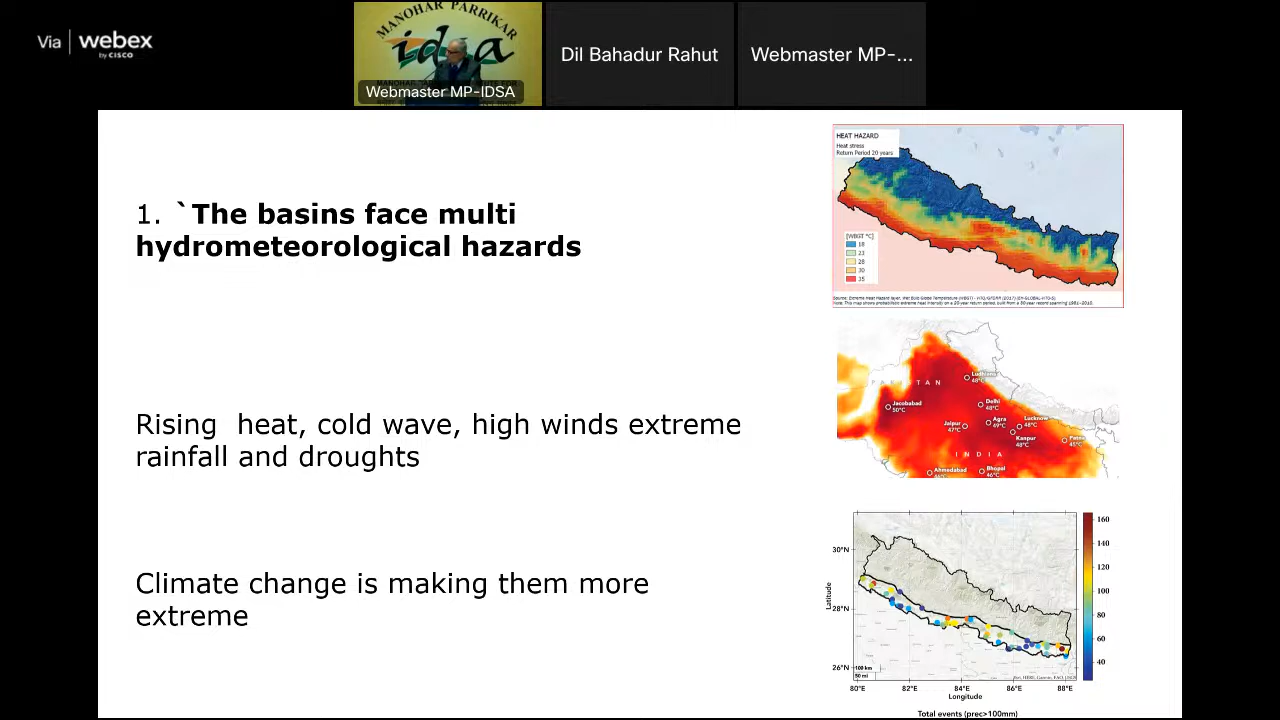 Via webex
by CISCO
MANOHAR PARRIKAR
idsa
Webmaster MP-IDSA
Dil Bahadur Rahut
Webmaster MP-...
1. `The basins face multi
hydrometeorological hazards
Rising heat, cold wave, high winds extreme
rainfall and droughts
Climate change is making them more
extreme
HEAT HAZARD
Heat stress
Return Period 20 years
[WBGT °C]
18
23
28
30
35
PAKISTAN
Ludhiana
48°C
Jacobabad
50°C
Delhi
48°C
Jaipur
47°C
Agra
49°C
Lucknow
48°C
Kanpur
48°C
Patna
45°C
INDIA
Ahmedabad
Bhopal
46°C
30°N
28°N
26°N
Latitude
100 km
50 mi
80°E
82°E
84°E
86°E
88°E
Longitude
160
140
120
100
80
60
40
Total events (prec>100mm)